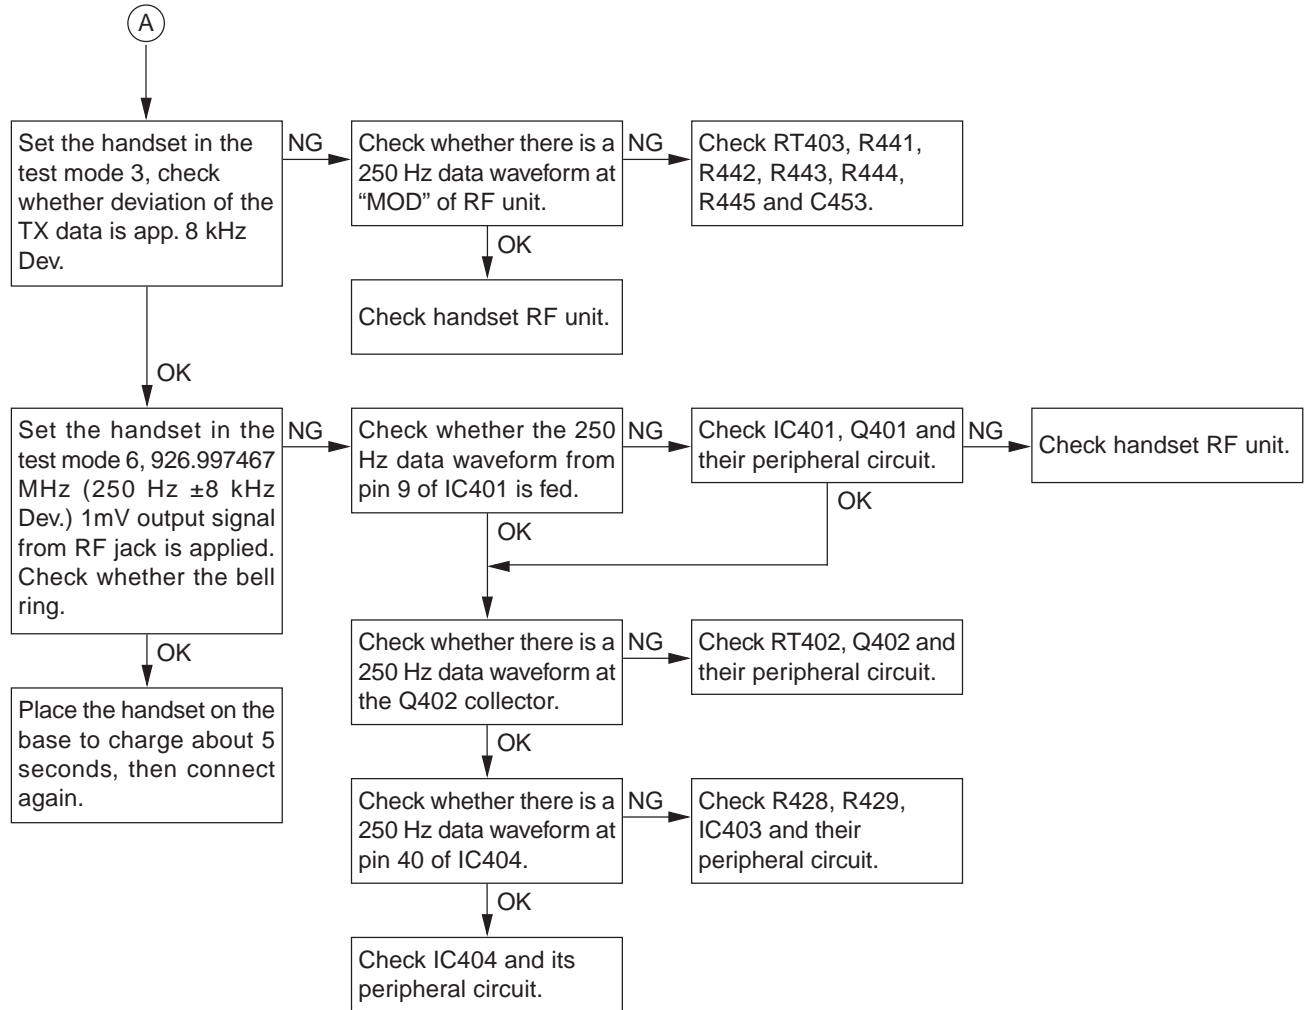 A
Set the handset in the
test mode 3, check
whether deviation of the
TX data is app. 8 kHz
Dev.
NG
Check whether there is a
250 Hz data waveform at
“MOD” of RF unit.
NG
Check RT403, R441,
R442, R443, R444,
R445 and C453.
OK
Check handset RF unit.
OK
Set the handset in the
test mode 6, 926.997467
MHz (250 Hz ±8 kHz
Dev.) 1mV output signal
from RF jack is applied.
Check whether the bell
ring.
NG
Check whether the 250
Hz data waveform from
pin 9 of IC401 is fed.
NG
Check IC401, Q401 and
their peripheral circuit.
NG
Check handset RF unit.
OK
OK
OK
Place the handset on the
base to charge about 5
seconds, then connect
again.
Check whether there is a
250 Hz data waveform at
the Q402 collector.
NG
Check RT402, Q402 and
their peripheral circuit.
OK
Check whether there is a
250 Hz data waveform at
pin 40 of IC404.
NG
Check R428, R429,
IC403 and their
peripheral circuit.
OK
Check IC404 and its
peripheral circuit.